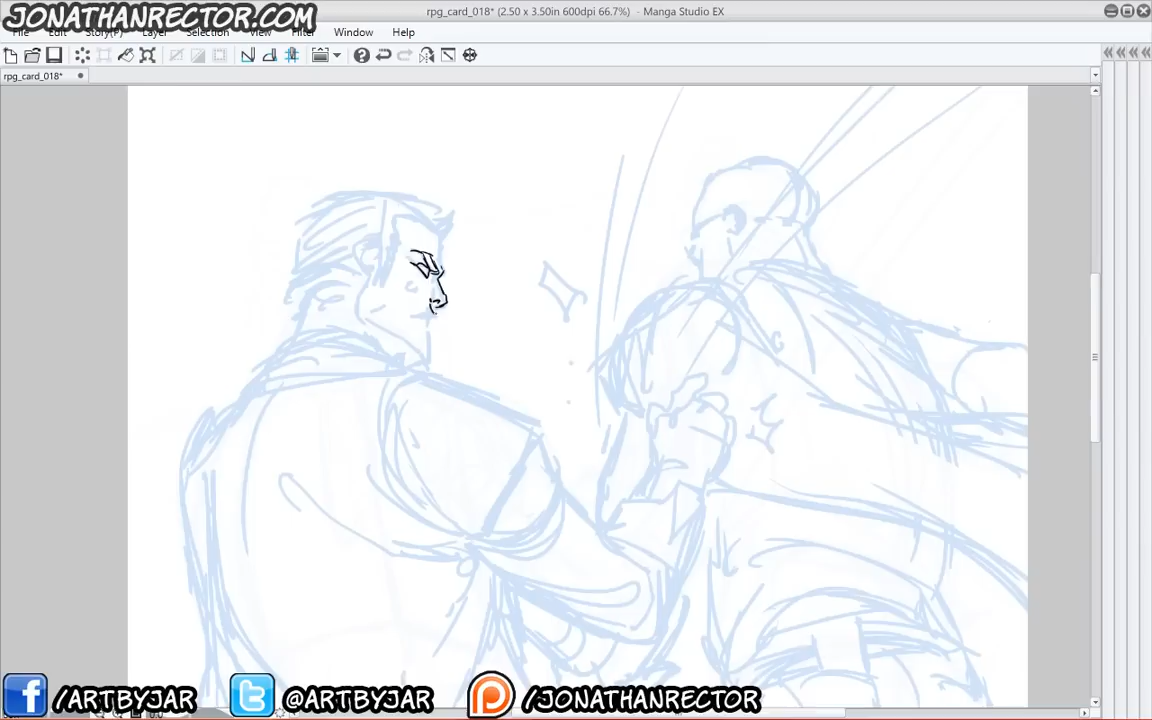 JONATHANRECTOR.COM
rpg_card_018* (2.50 x 3.50in 600dpi 66.7%) - Manga Studio EX
File Edit Story(P) Layer Selection View Filter Window Help
rpg_card_018*
/ARTBYJAR @ARTBYJAR /JONATHANRECTOR